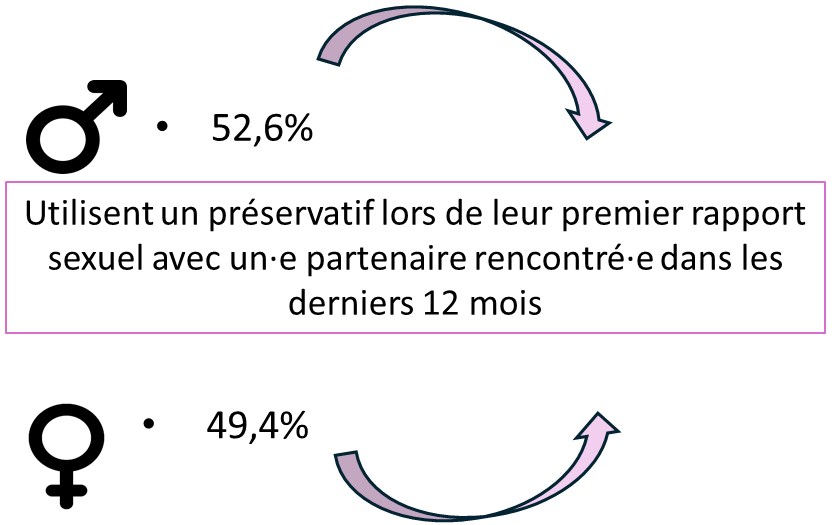 • 52,6%
Utilisent un préservatif lors de leur premier rapport
sexuel avec un·e partenaire rencontré·e dans les
derniers 12 mois
• 49,4%